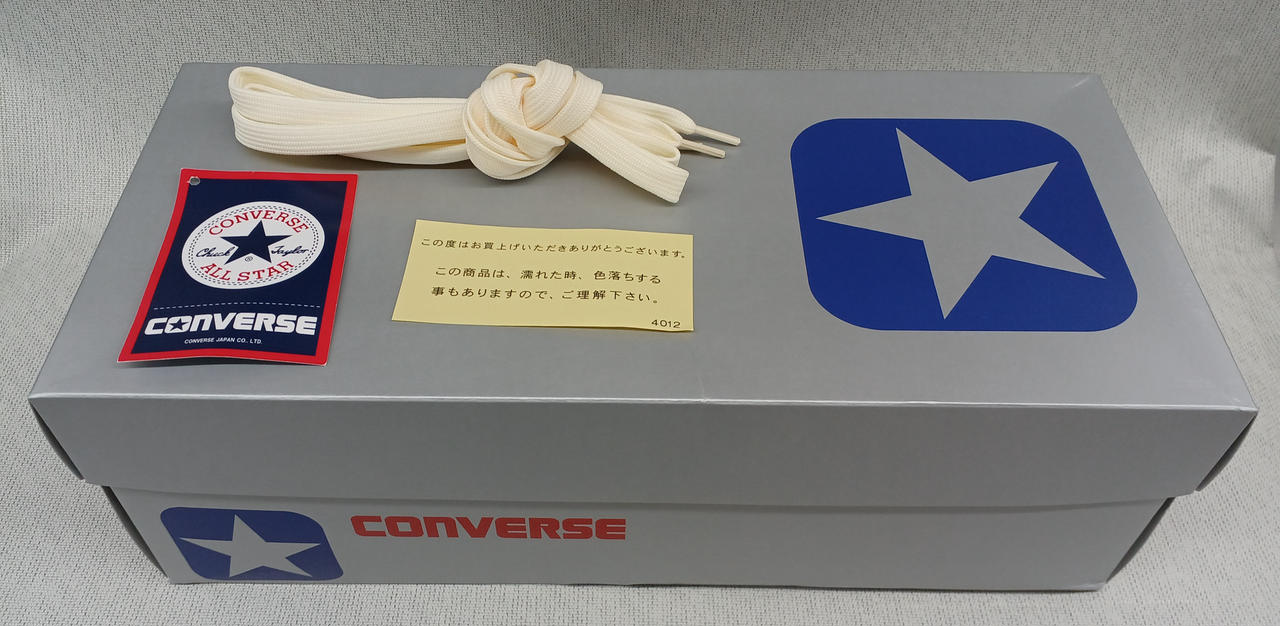 CONVERSE
Chuck Taylor
®
ALL STAR
CONVERSE
CONVERSE JAPAN CO., LTD.
この度はお買上げいただきありがとうございます。
この商品は、濡れた時、色落ちする
事もありますので、ご理解下さい。
4012
CONVERSE